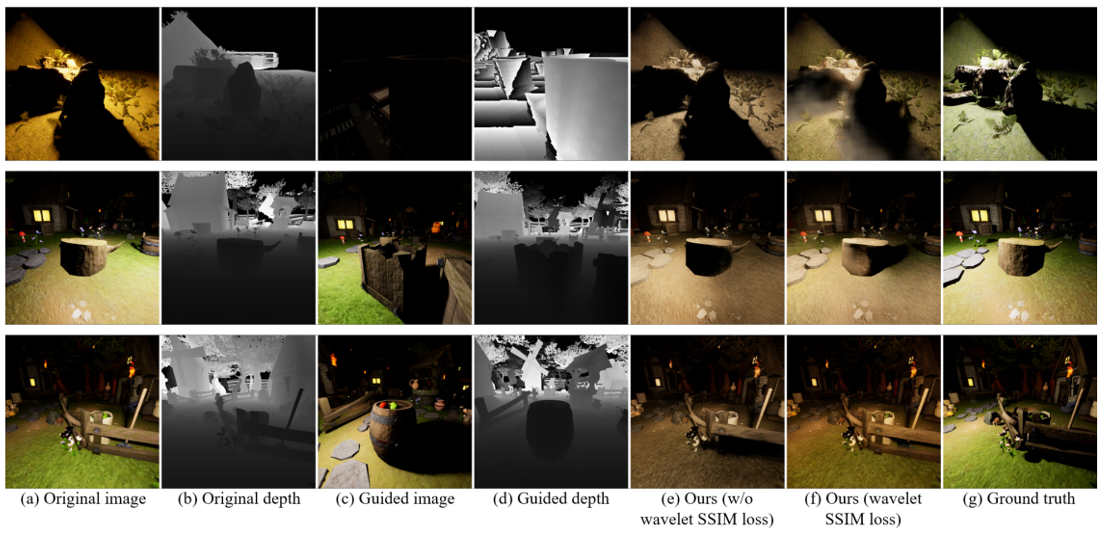 (a) Original image
(b) Original depth
(c) Guided image
(d) Guided depth
(e) Ours (w/o
wavelet SSIM loss)
(f) Ours (wavelet
SSIM loss)
(g) Ground truth